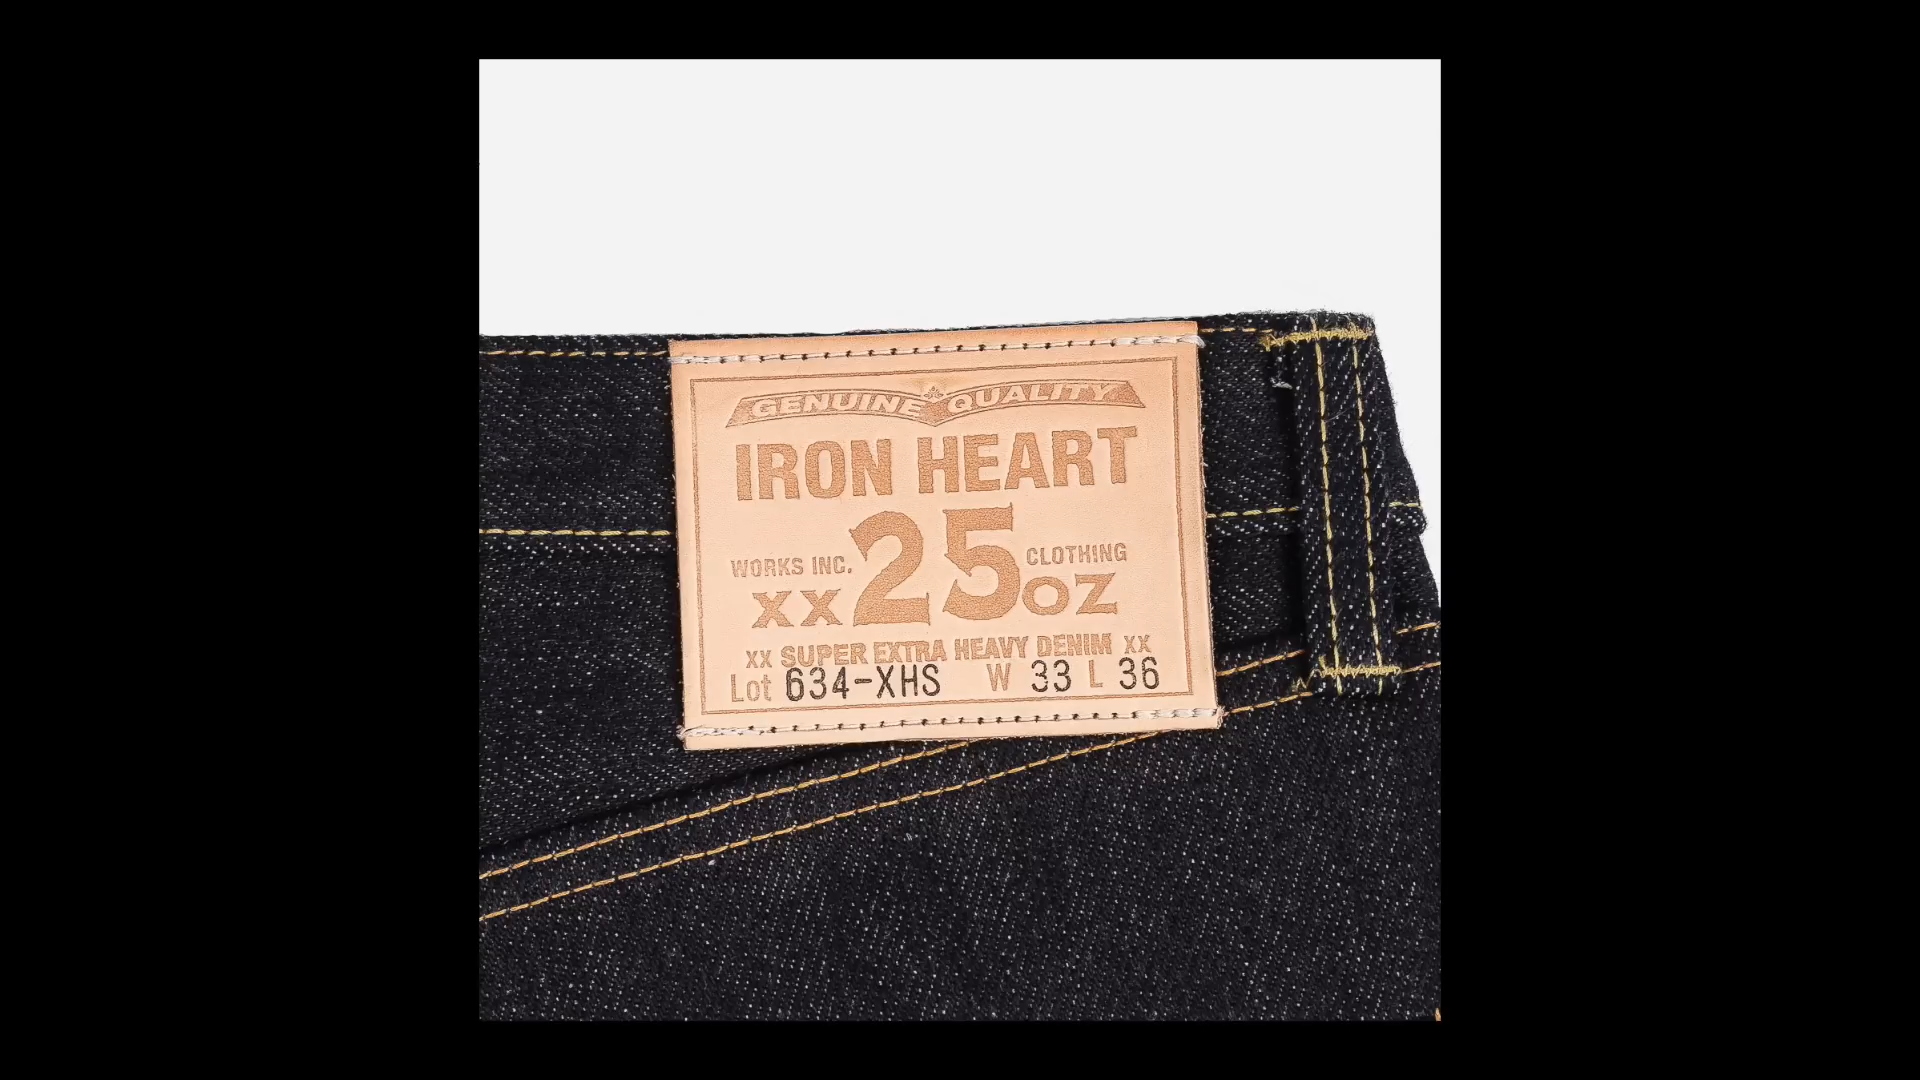 GENUINE QUALITY
IRON HEART
WORKS INC. 25 CLOTHING
XX OZ
XX SUPER EXTRA HEAVY DENIM XX
Lot 634-XHS W 33 L 36